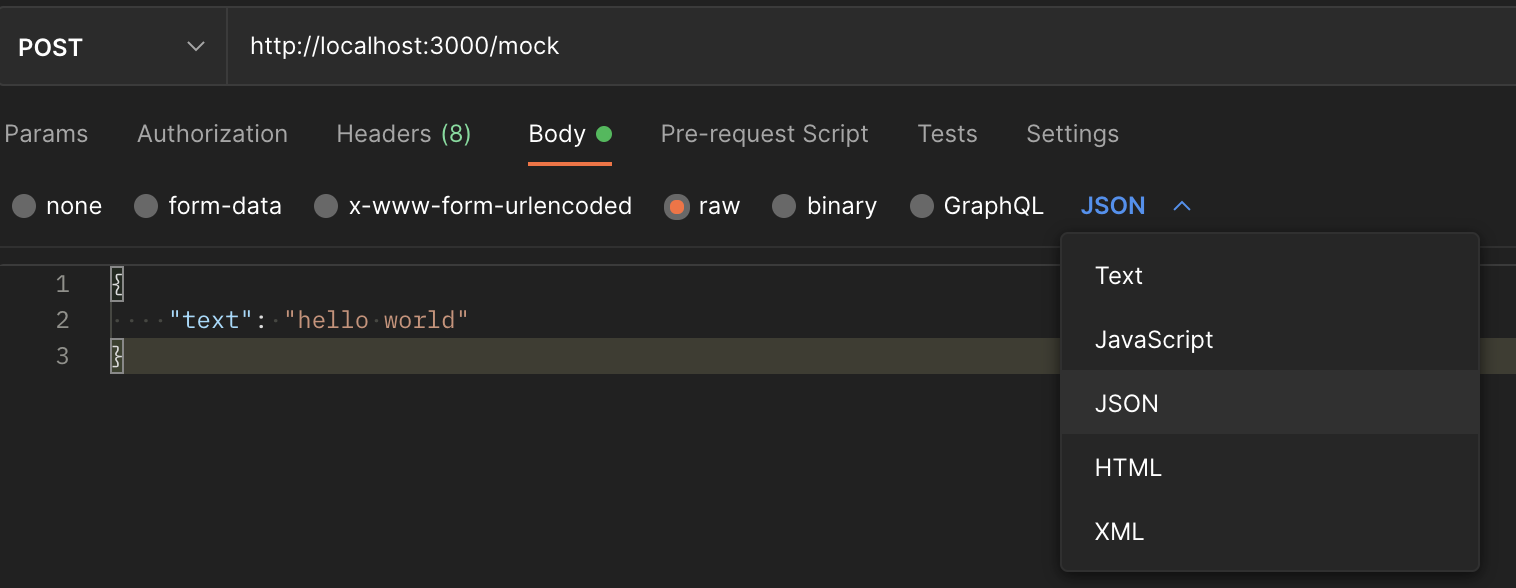 POST http://localhost:3000/mock
Params Authorization Headers (8) Body Pre-request Script Tests Settings
none form-data x-www-form-urlencoded raw binary GraphQL JSON
1 {
2 "text": "hello world"
3 }
Text
JavaScript
JSON
HTML
XML